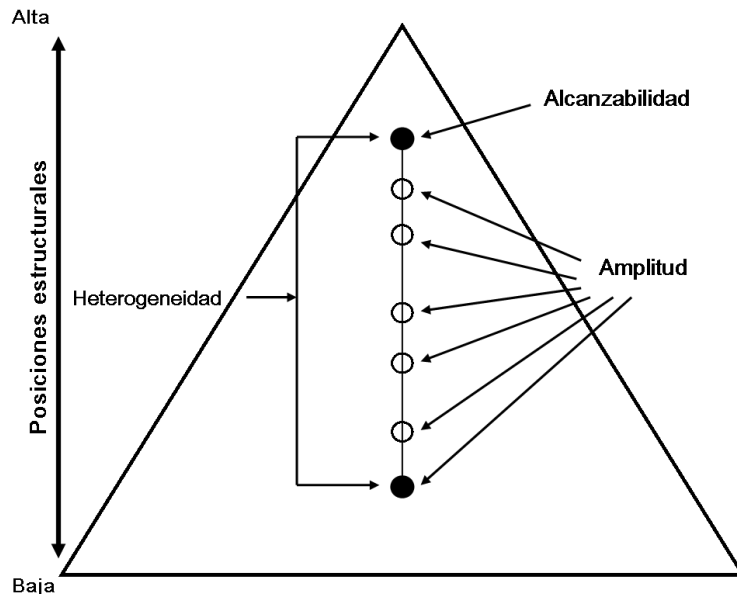 Alta
Alcanzabilidad
Posiciones estructurales
Amplitud
Heterogeneidad
Baja